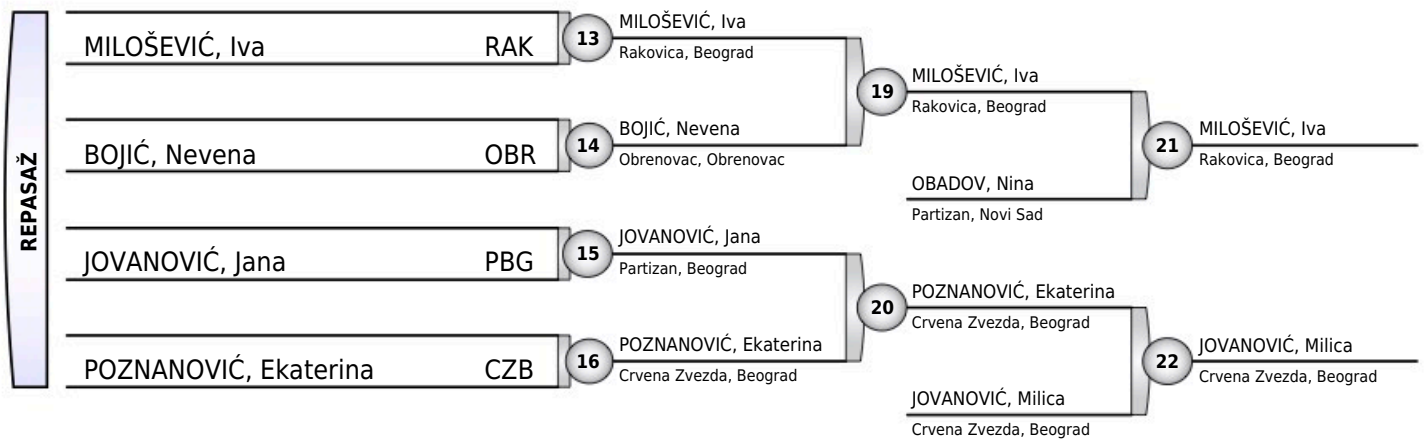 REPASAŽ
MILOŠEVIĆ, Iva RAK
BOJIĆ, Nevena OBR
JOVANOVIĆ, Jana PBG
POZNANOVIĆ, Ekaterina CZB
13
MILOŠEVIĆ, Iva
Rakovica, Beograd
14
BOJIĆ, Nevena
Obrenovac, Obrenovac
15
JOVANOVIĆ, Jana
Partizan, Beograd
16
POZNANOVIĆ, Ekaterina
Crvena Zvezda, Beograd
19
MILOŠEVIĆ, Iva
Rakovica, Beograd
OBADOV, Nina
Partizan, Novi Sad
20
POZNANOVIĆ, Ekaterina
Crvena Zvezda, Beograd
JOVANOVIĆ, Milica
Crvena Zvezda, Beograd
21
MILOŠEVIĆ, Iva
Rakovica, Beograd
22
JOVANOVIĆ, Milica
Crvena Zvezda, Beograd